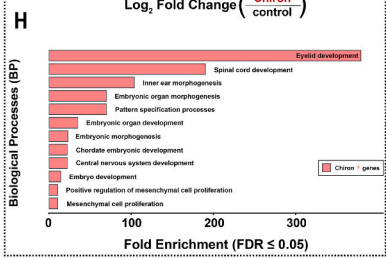 Log2 Fold Change ( Chiron / control )
H
Biological Processes (BP)
Eyelid development
Spinal cord development
Inner ear morphogenesis
Embryonic organ morphogenesis
Pattern specification processes
Embryonic organ development
Embryonic morphogenesis
Chordate embryonic development
Central nervous system development
Embryo development
Positive regulation of mesenchymal cell proliferation
Mesenchymal cell proliferation
Chiron ↑ genes
0 100 200 300
Fold Enrichment (FDR ≤ 0.05)